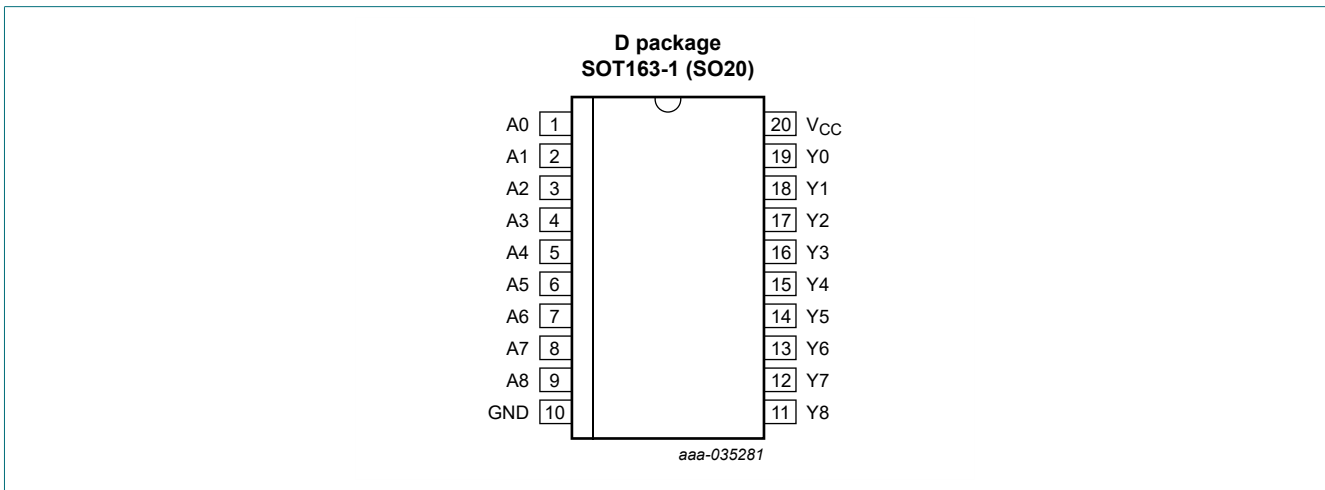 D package
SOT163-1 (SO20)
A0 1 20 VCC
A1 2 19 Y0
A2 3 18 Y1
A3 4 17 Y2
A4 5 16 Y3
A5 6 15 Y4
A6 7 14 Y5
A7 8 13 Y6
A8 9 12 Y7
GND 10 11 Y8
aaa-035281